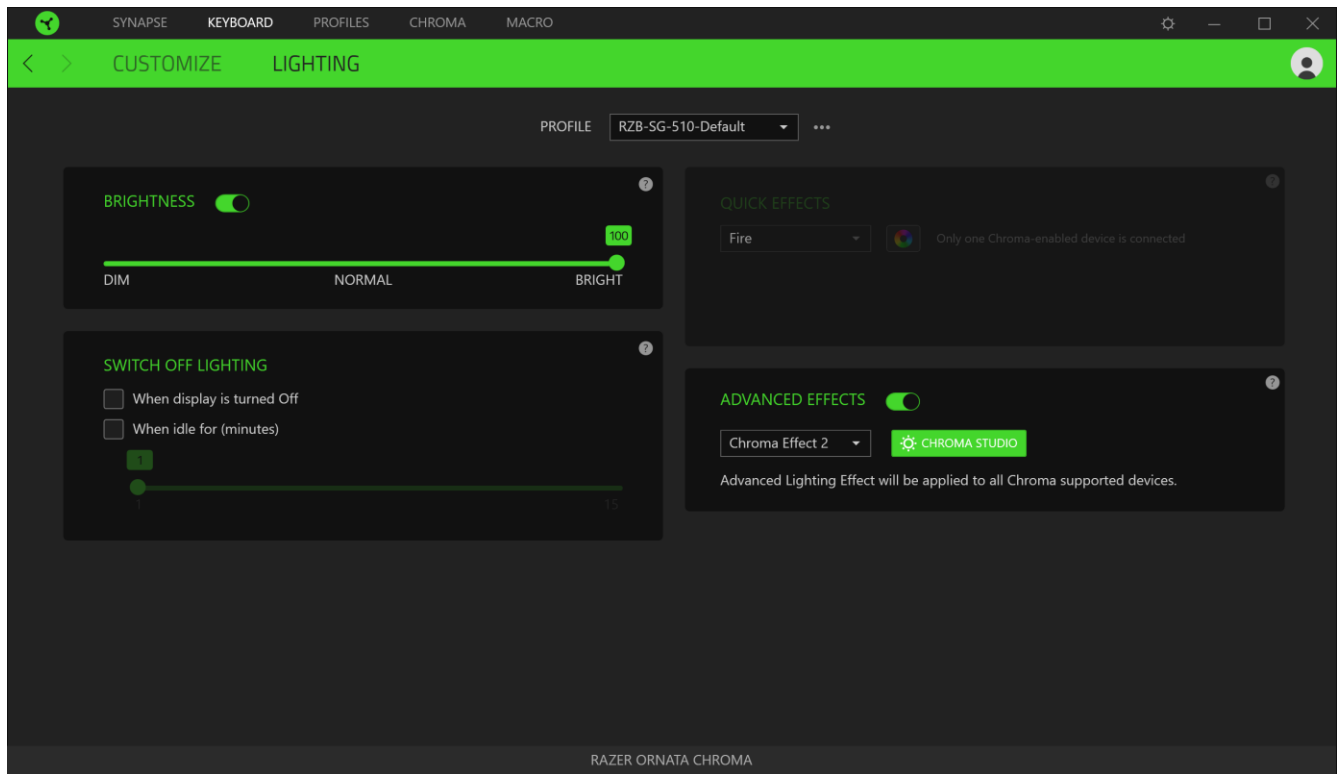 SYNAPSE KEYBOARD PROFILES CHROMA MACRO
CUSTOMIZE LIGHTING
PROFILE RZB-SG-510-Default
BRIGHTNESS
100
DIM NORMAL BRIGHT
SWITCH OFF LIGHTING
When display is turned Off
When idle for (minutes)
1
1 15
QUICK EFFECTS
Fire Only one Chroma-enabled device is connected
ADVANCED EFFECTS
Chroma Effect 2 CHROMA STUDIO
Advanced Lighting Effect will be applied to all Chroma supported devices.
RAZER ORNATA CHROMA